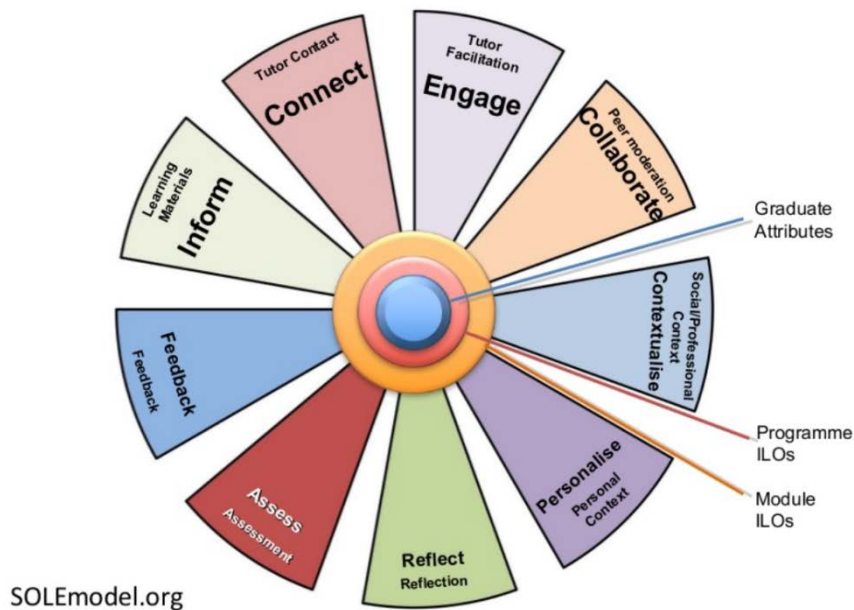 Tutor Contact
Connect
Tutor
Facilitation
Engage
Peer moderation
Collaborate
Graduate
Attributes
Social/Professional
Context
Contextualise
Programme
ILOs
Module
ILOs
Personalise
Personal
Context
Reflect
Reflection
Assess
Assessment
Feedback
Feedback
Learning
Materials
Inform
SOLEmodel.org